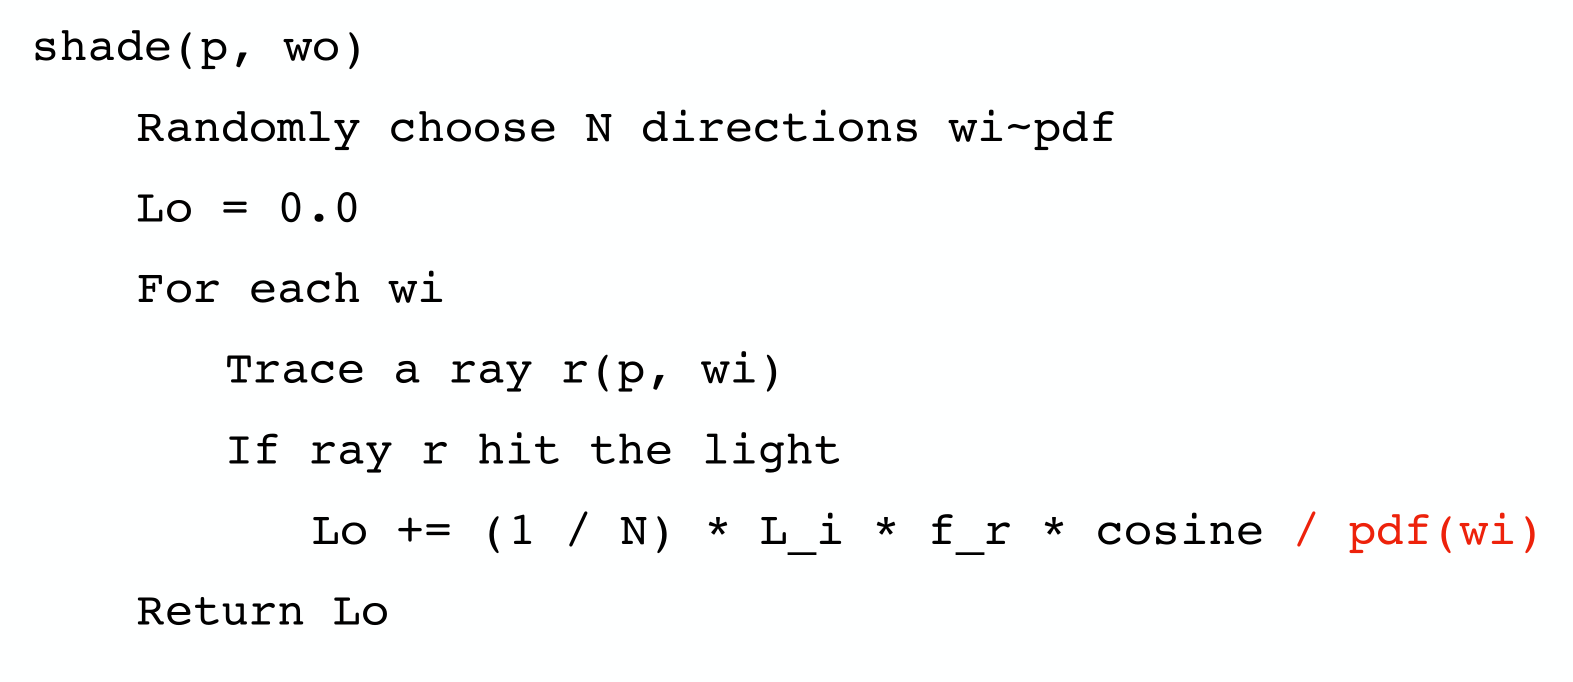 shade(p, wo)
Randomly choose N directions wi~pdf
Lo = 0.0
For each wi
Trace a ray r(p, wi)
If ray r hit the light
Lo += (1 / N) * L_i * f_r * cosine / pdf(wi)
Return Lo